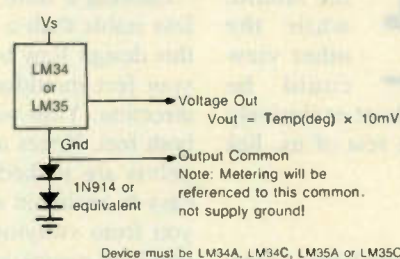 Vs
LM34
or
LM35
Voltage Out
Vout = Temp(deg) × 10mV
Gnd
Output Common
Note: Metering will be
referenced to this common.
not supply ground!
1N914 or
equivalent
Device must be LM34A, LM34C, LM35A or LM35C